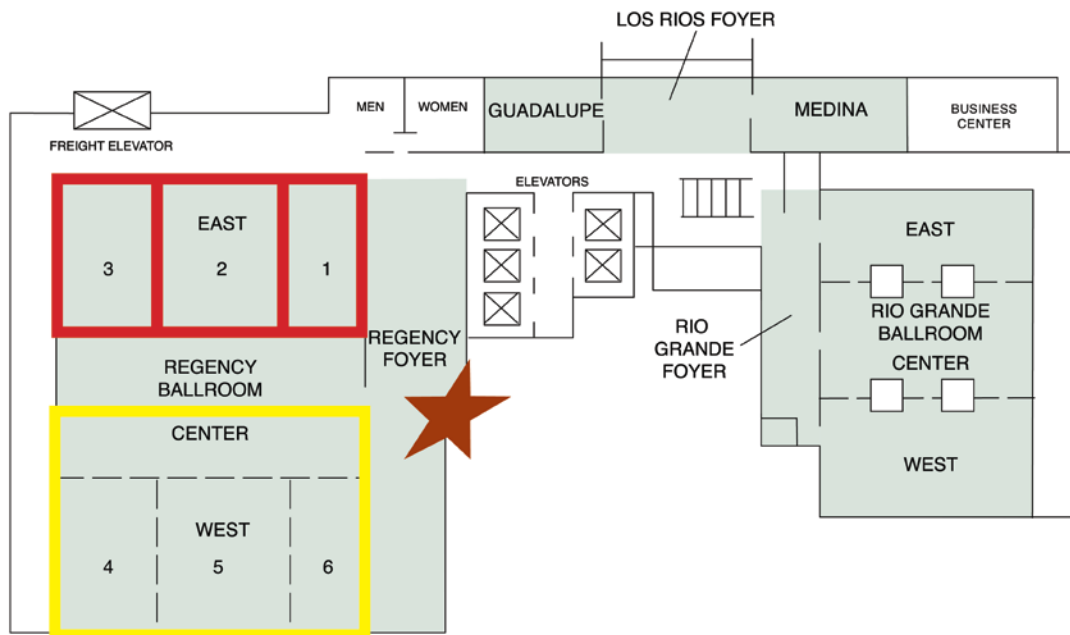 LOS RIOS FOYER
MEN
WOMEN
GUADALUPE
MEDINA
BUSINESS
CENTER
FREIGHT ELEVATOR
ELEVATORS
EAST
3
2
1
REGENCY
FOYER
REGENCY
BALLROOM
CENTER
WEST
4
5
6
EAST
RIO GRANDE
BALLROOM
CENTER
RIO
GRANDE
FOYER
WEST